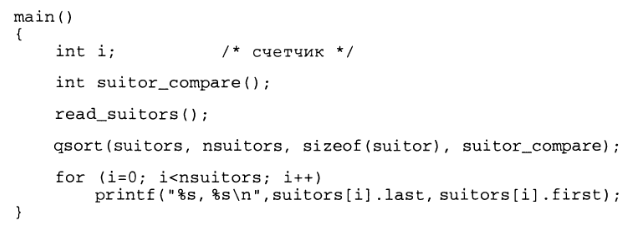 main()
{
    int i;          /* счетчик */
    int suitor_compare();
    read_suitors();
    qsort(suitors, nsuitors, sizeof(suitor), suitor_compare);
    for (i=0; i<nsuitors; i++)
        printf("%s, %s\n",suitors[i].last, suitors[i].first);
}